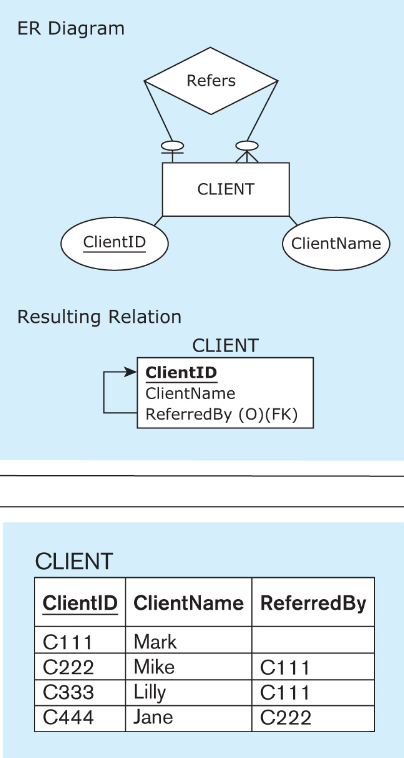 ER Diagram
Refers
CLIENT
ClientID
ClientName
Resulting Relation
CLIENT
ClientID
ClientName
ReferredBy (O)(FK)
CLIENT
ClientID ClientName ReferredBy
C111 Mark
C222 Mike C111
C333 Lilly C111
C444 Jane C222